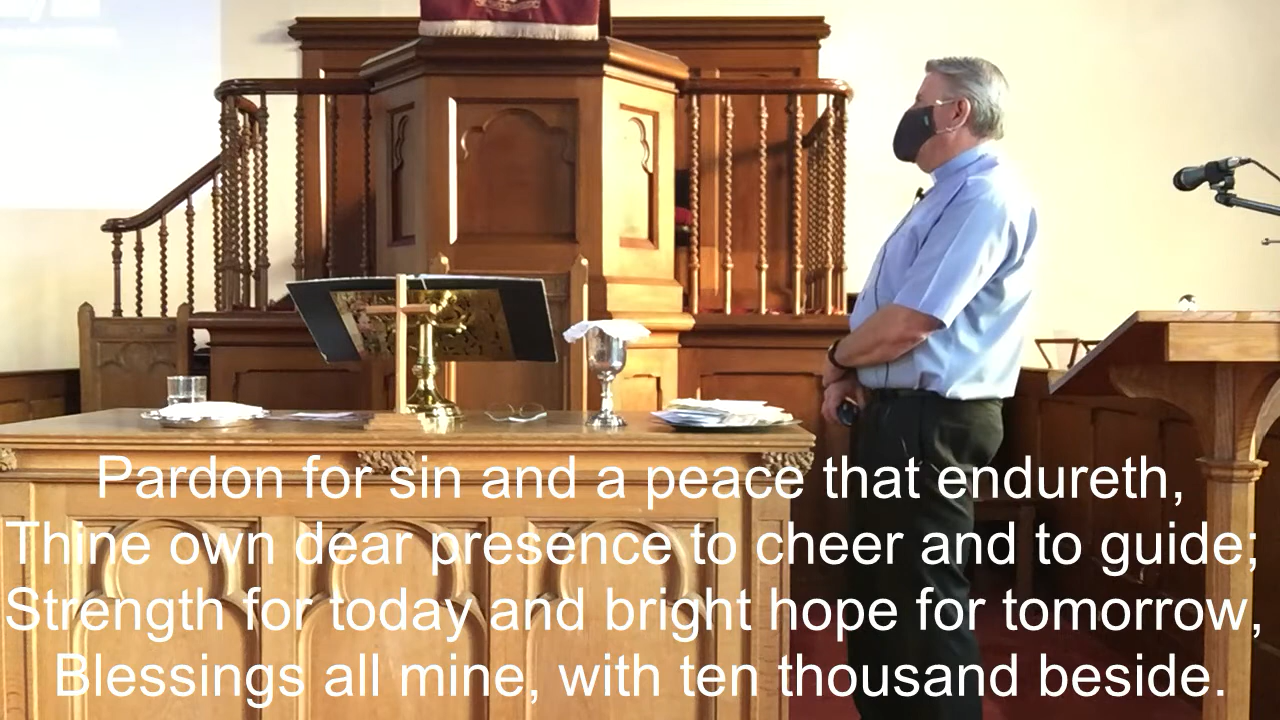 Pardon for sin and a peace that endureth,
Thine own dear presence to cheer and to guide;
Strength for today and bright hope for tomorrow,
Blessings all mine, with ten thousand beside.